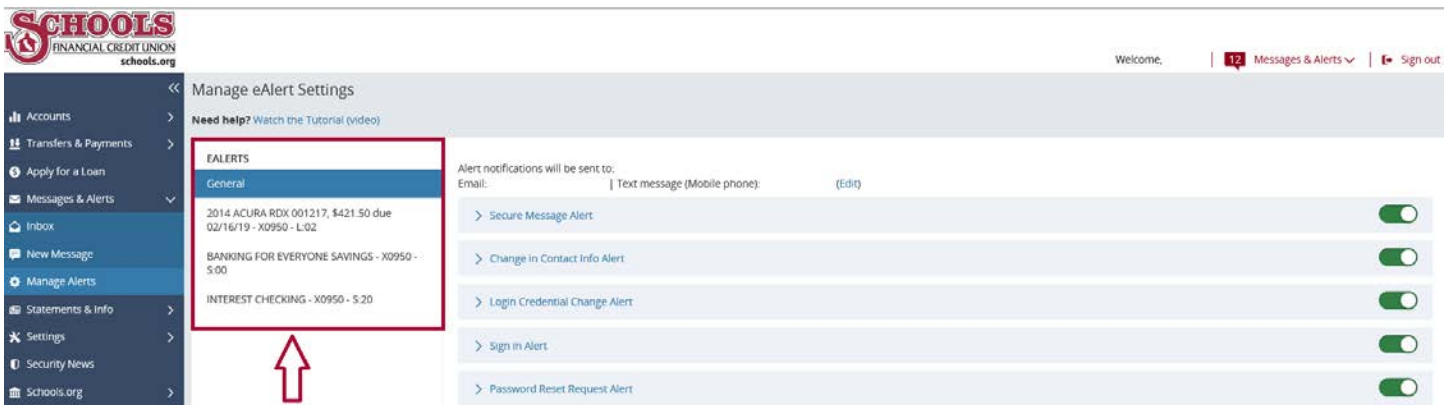 SCHOOLS
FINANCIAL CREDIT UNION
schools.org
Welcome,
12 Messages & Alerts
Sign out
Manage eAlert Settings
Need help? Watch the Tutorial (video)
Accounts
Transfers & Payments
Apply for a Loan
Messages & Alerts
Inbox
New Message
Manage Alerts
Statements & Info
Settings
Security News
Schools.org
EALERTS
General
2014 ACURA RDX 001217, $421.50 due
02/16/19 - X0950 - L:02
BANKING FOR EVERYONE SAVINGS - X0950 -
S:00
INTEREST CHECKING - X0950 - S:20
Alert notifications will be sent to:
Email: | Text message (Mobile phone): (Edit)
Secure Message Alert
Change in Contact Info Alert
Login Credential Change Alert
Sign in Alert
Password Reset Request Alert